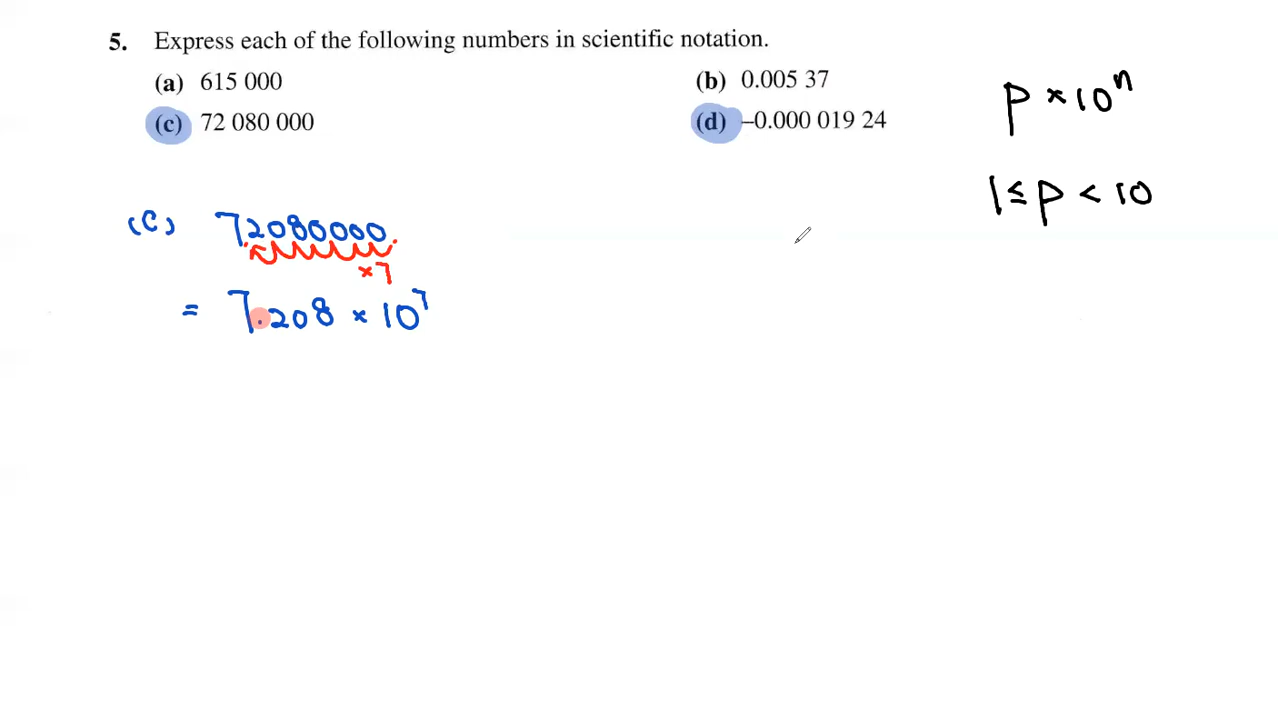 5. Express each of the following numbers in scientific notation.
(a) 615 000
(b) 0.005 37
(c) 72 080 000
(d) –0.000 019 24
p × 10ⁿ
1 ≤ p < 10
(c) 72080000.
×7
= 7.208 × 10⁷